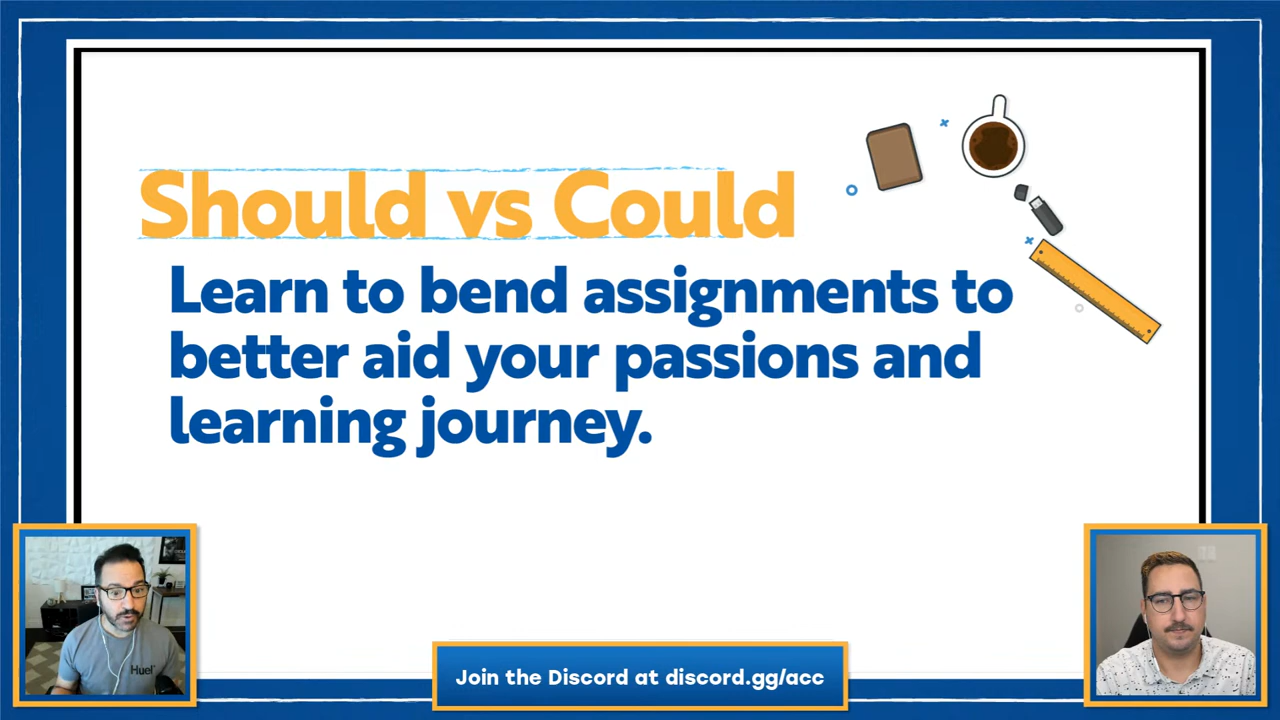 Should vs Could
Learn to bend assignments to
better aid your passions and
learning journey.
Huel
Join the Discord at discord.gg/acc